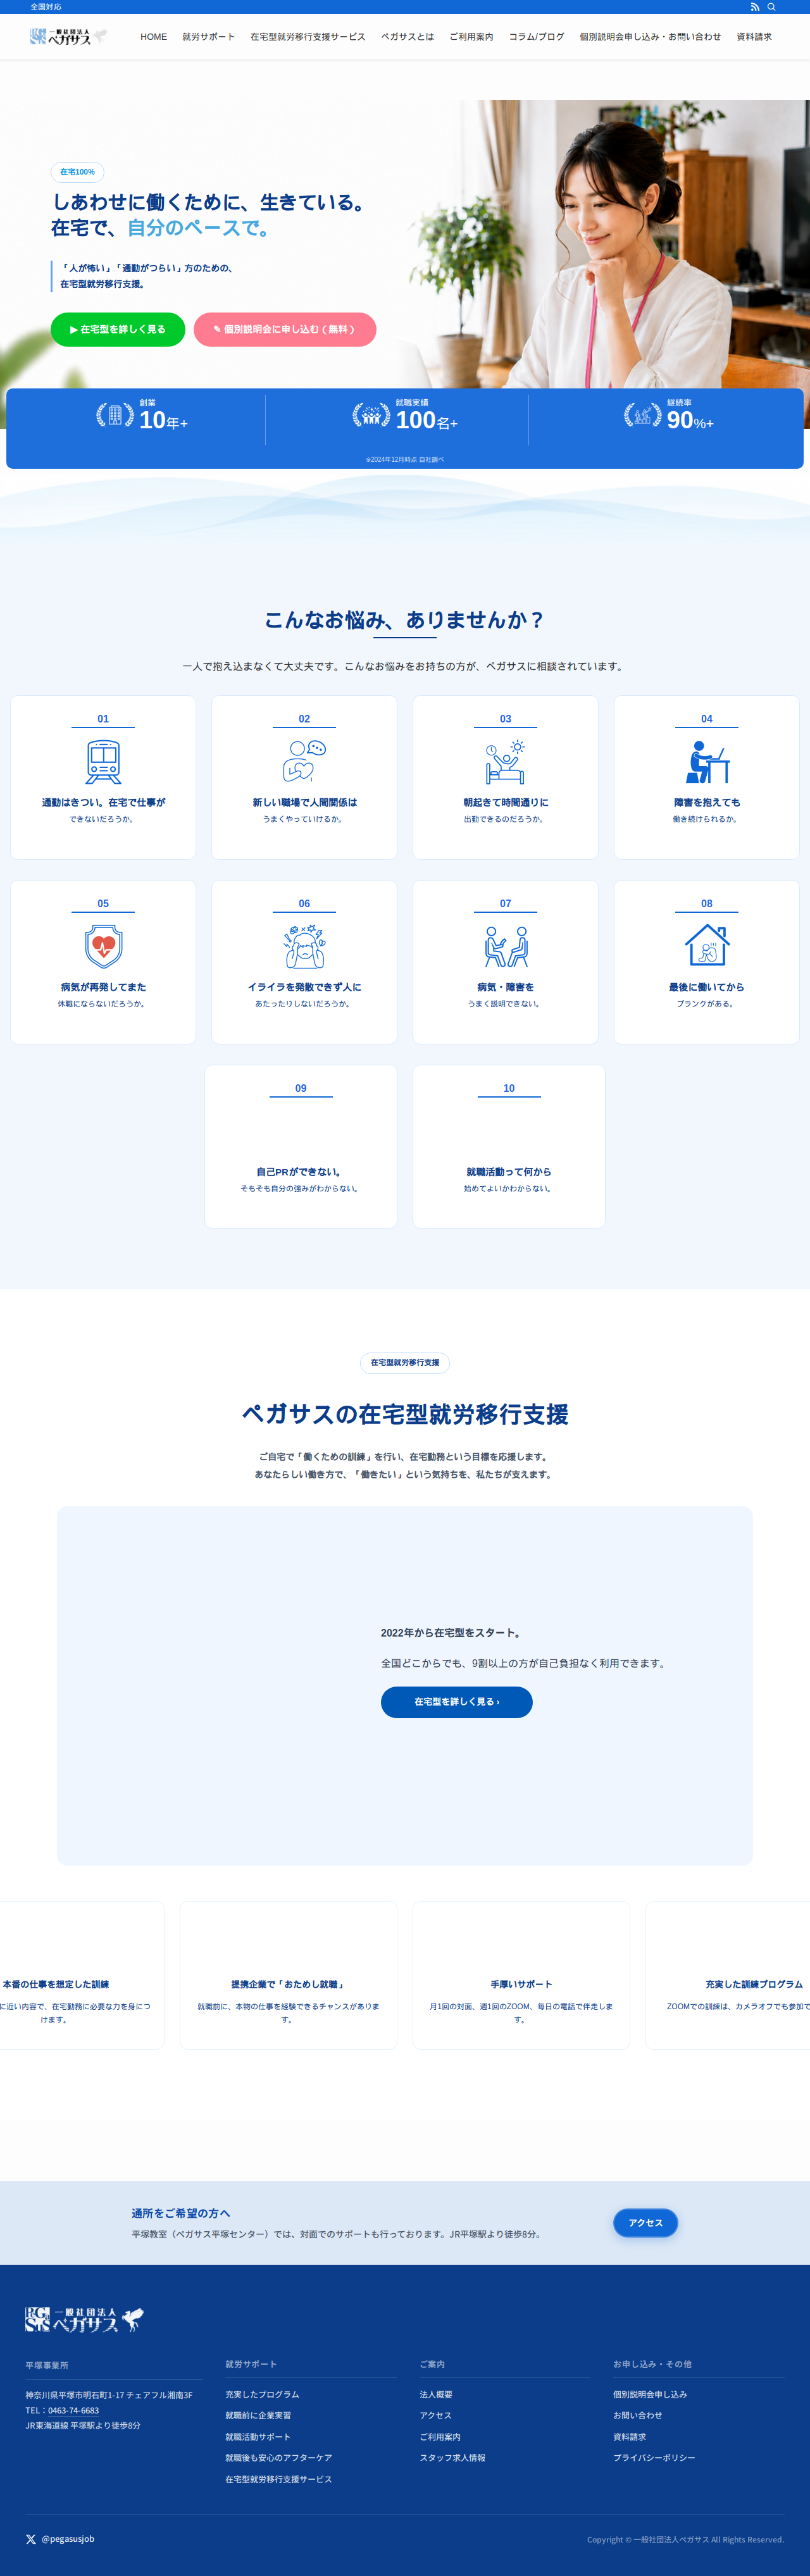 全国対応
一般社団法人
ペガサス
HOME 就労サポート 在宅型就労移行支援サービス ペガサスとは ご利用案内 コラム/ブログ 個別説明会申し込み・お問い合わせ 資料請求
在宅100%
しあわせに働くために、生きている。
在宅で、自分のペースで。
「人が怖い」「通勤がつらい」方のための、
在宅型就労移行支援。
▶ 在宅型を詳しく見る
✎ 個別説明会に申し込む（無料）
創業
10年+
就職実績
100名+
継続率
90%+
※2024年12月時点 自社調べ
こんなお悩み、ありませんか？
一人で抱え込まなくて大丈夫です。こんなお悩みをお持ちの方が、ペガサスに相談されています。
01
通勤はきつい。在宅で仕事が
できないだろうか。
02
新しい職場で人間関係は
うまくやっていけるか。
03
朝起きて時間通りに
出勤できるのだろうか。
04
障害を抱えても
働き続けられるか。
05
病気が再発してまた
休職にならないだろうか。
06
イライラを発散できず人に
あたったりしないだろうか。
07
病気・障害を
うまく説明できない。
08
最後に働いてから
ブランクがある。
09
自己PRができない。
そもそも自分の強みがわからない。
10
就職活動って何から
始めてよいかわからない。
在宅型就労移行支援
ペガサスの在宅型就労移行支援
ご自宅で「働くための訓練」を行い、在宅勤務という目標を応援します。
あなたらしい働き方で、「働きたい」という気持ちを、私たちが支えます。
2022年から在宅型をスタート。
全国どこからでも、9割以上の方が自己負担なく利用できます。
在宅型を詳しく見る ›
本番の仕事を想定した訓練
に近い内容で、在宅勤務に必要な力を身につ
けます。
提携企業で「おためし就職」
就職前に、本物の仕事を経験できるチャンスがありま
す。
手厚いサポート
月1回の対面、週1回のZOOM、毎日の電話で伴走しま
す。
充実した訓練プログラム
ZOOMでの訓練は、カメラオフでも参加で
通所をご希望の方へ
平塚教室（ペガサス平塚センター）では、対面でのサポートも行っております。JR平塚駅より徒歩8分。
アクセス
一般社団法人
ペガサス
平塚事業所
神奈川県平塚市明石町1-17 チェアフル湘南3F
TEL：0463-74-6683
JR東海道線 平塚駅より徒歩8分
就労サポート
充実したプログラム
就職前に企業実習
就職活動サポート
就職後も安心のアフターケア
在宅型就労移行支援サービス
ご案内
法人概要
アクセス
ご利用案内
スタッフ求人情報
お申し込み・その他
個別説明会申し込み
お問い合わせ
資料請求
プライバシーポリシー
@pegasusjob
Copyright © 一般社団法人ペガサス All Rights Reserved.